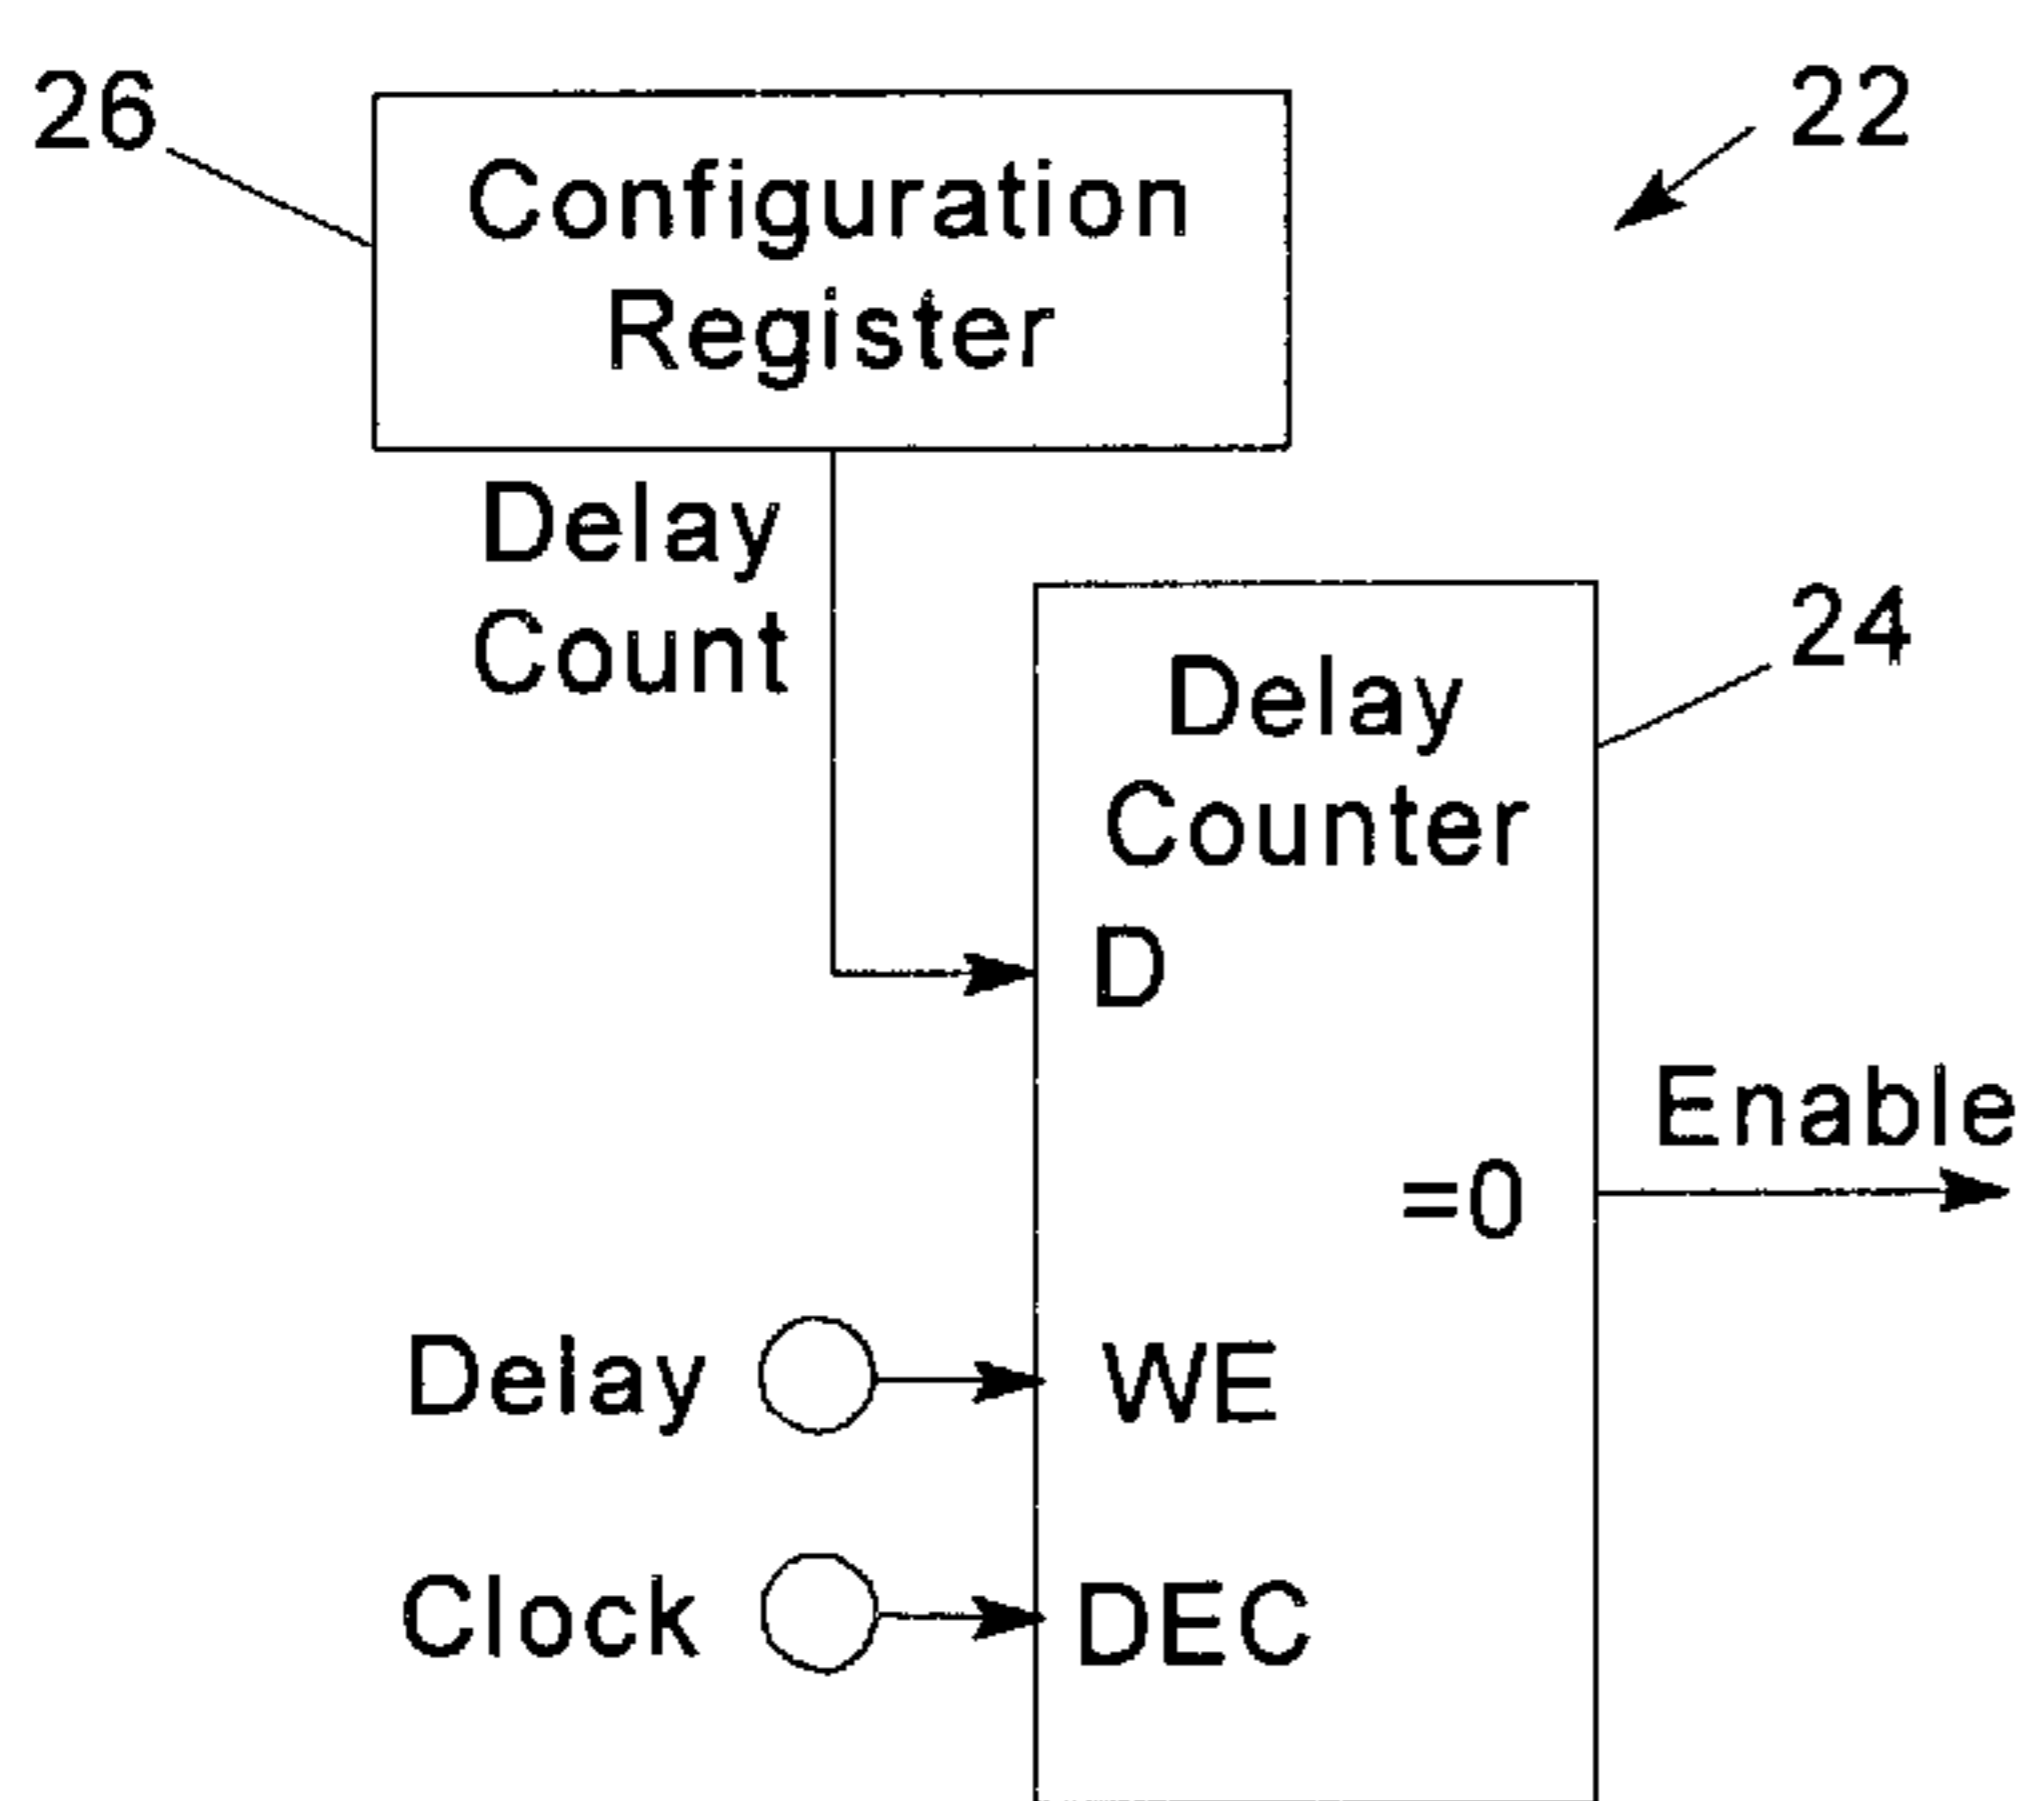 26
22
Configuration
Register
Delay
Count
24
Delay
Counter
D
Enable
=0
Delay
WE
Clock
DEC